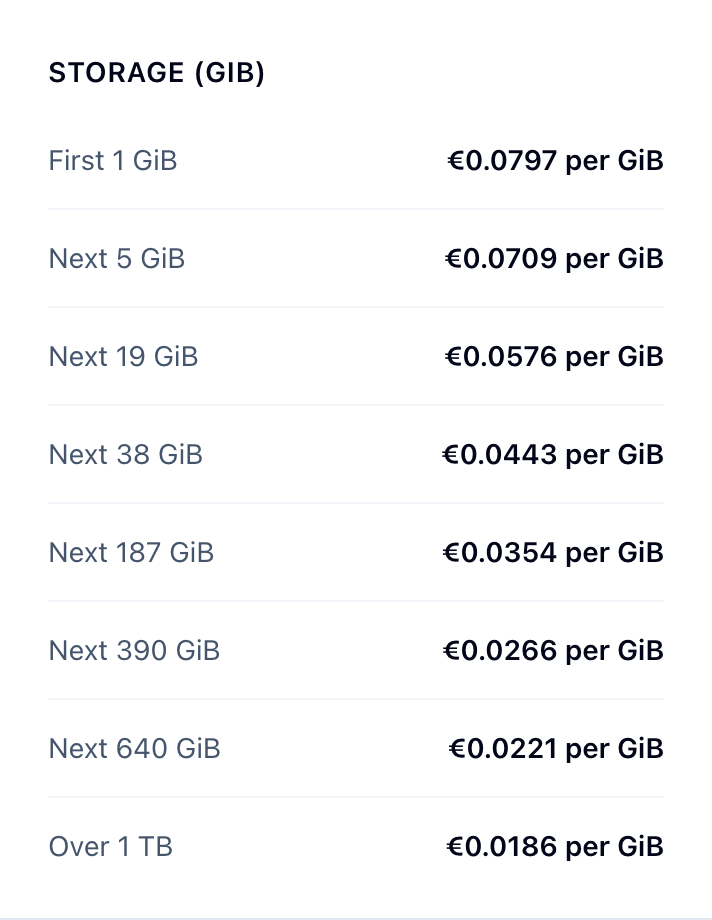 STORAGE (GIB)
First 1 GiB €0.0797 per GiB
Next 5 GiB €0.0709 per GiB
Next 19 GiB €0.0576 per GiB
Next 38 GiB €0.0443 per GiB
Next 187 GiB €0.0354 per GiB
Next 390 GiB €0.0266 per GiB
Next 640 GiB €0.0221 per GiB
Over 1 TB €0.0186 per GiB